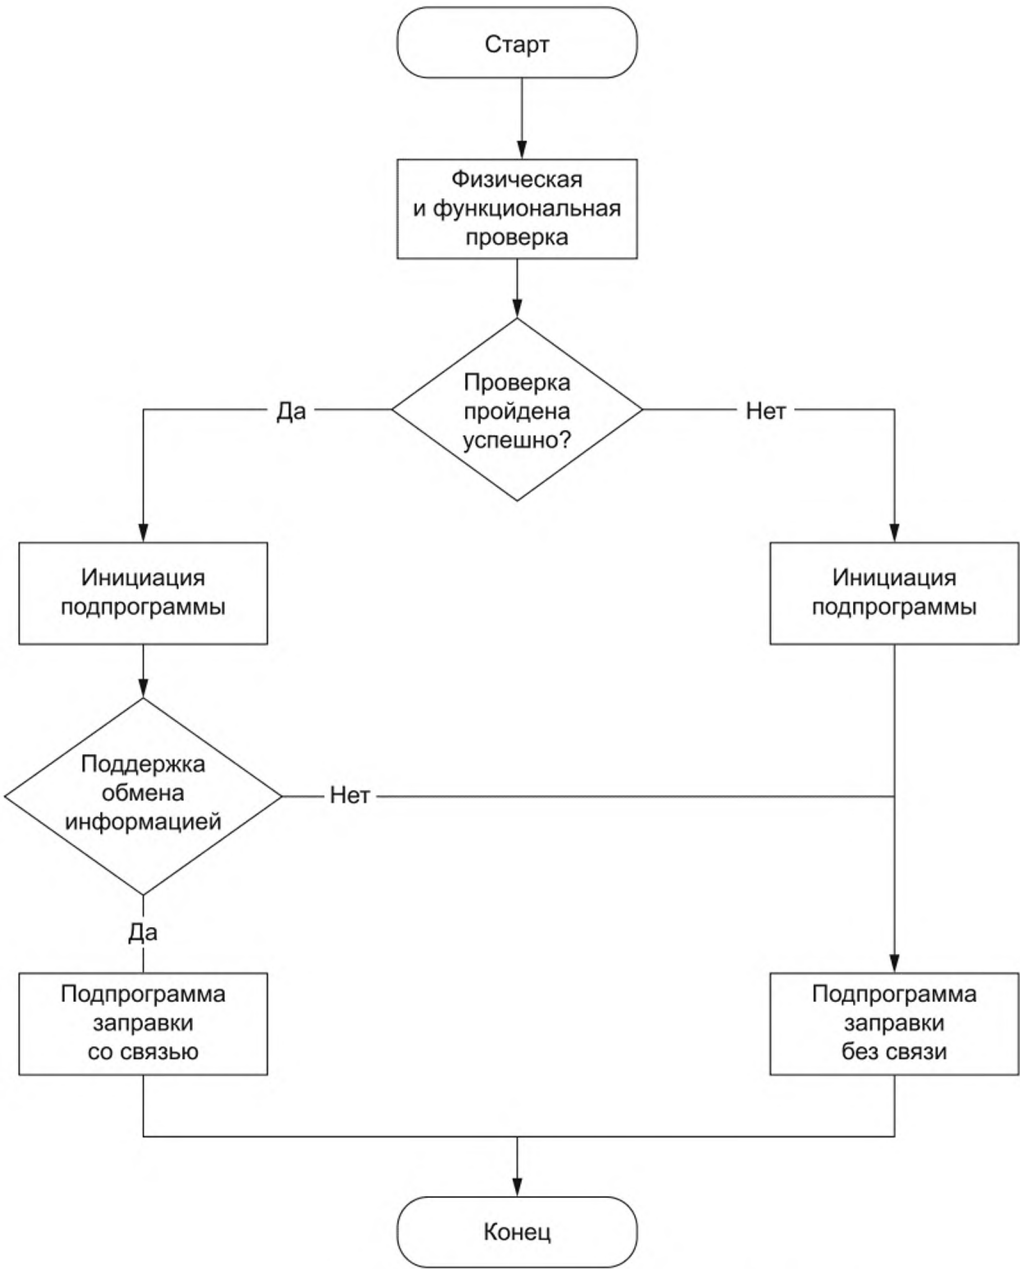 Старт
Физическая
и функциональная
проверка
Проверка
пройдена
успешно?
Да
Нет
Инициация
подпрограммы
Инициация
подпрограммы
Поддержка
обмена
информацией
Нет
Да
Подпрограмма
заправки
со связью
Подпрограмма
заправки
без связи
Конец